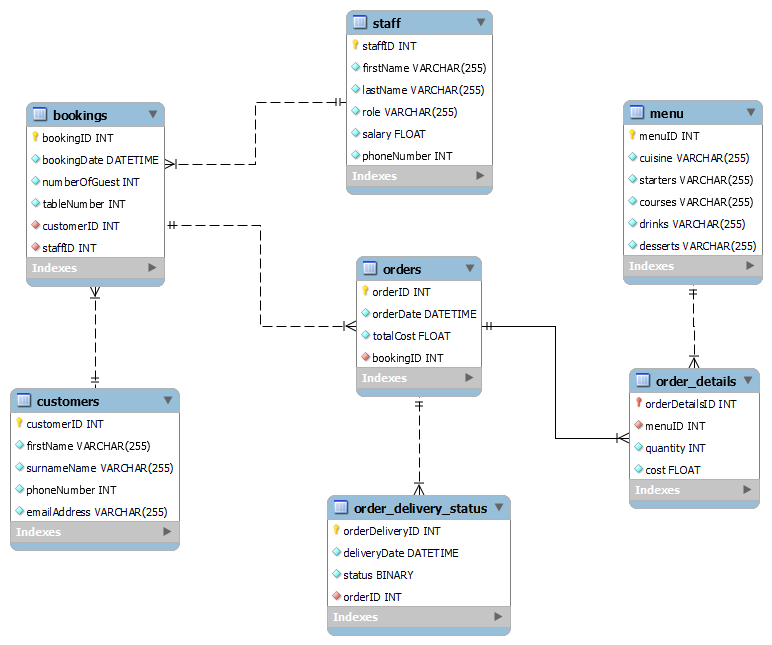 staff
staffID INT
firstName VARCHAR(255)
lastName VARCHAR(255)
role VARCHAR(255)
salary FLOAT
phoneNumber INT
Indexes
bookings
bookingID INT
bookingDate DATETIME
numberOfGuest INT
tableNumber INT
customerID INT
staffID INT
Indexes
menu
menuID INT
cuisine VARCHAR(255)
starters VARCHAR(255)
courses VARCHAR(255)
drinks VARCHAR(255)
desserts VARCHAR(255)
Indexes
orders
orderID INT
orderDate DATETIME
totalCost FLOAT
bookingID INT
Indexes
customers
customerID INT
firstName VARCHAR(255)
surnameName VARCHAR(255)
phoneNumber INT
emailAddress VARCHAR(255)
Indexes
order_details
orderDetailsID INT
menuID INT
quantity INT
cost FLOAT
Indexes
order_delivery_status
orderDeliveryID INT
deliveryDate DATETIME
status BINARY
orderID INT
Indexes